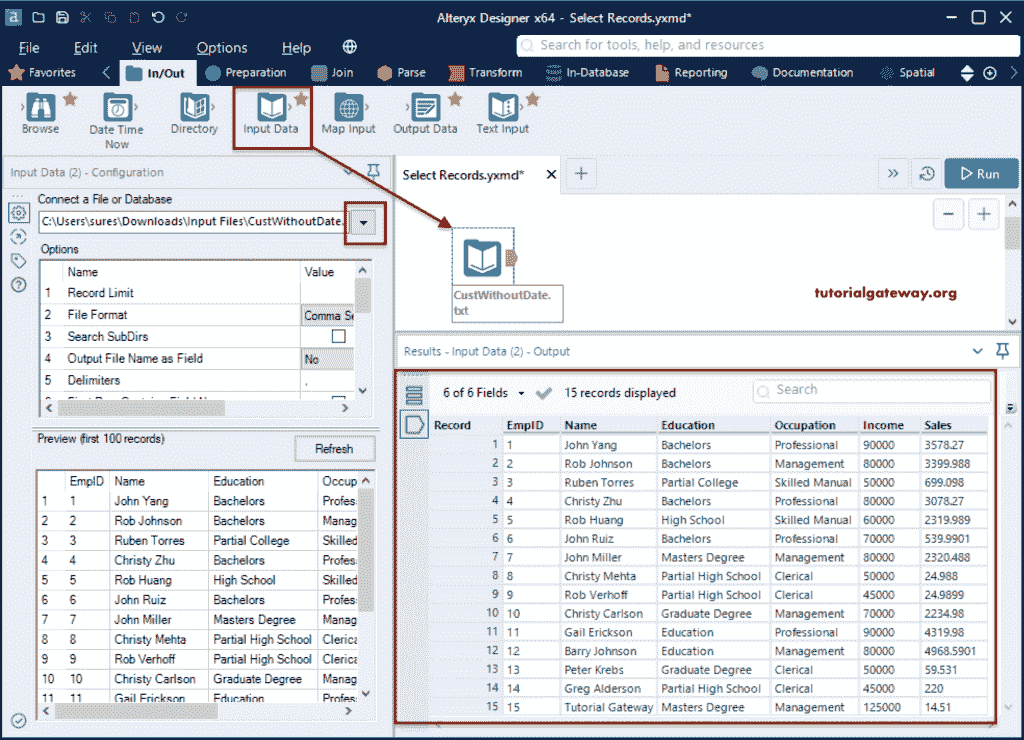 Alteryx Designer x64 - Select Records.yxmd*
File Edit View Options Help
Search for tools, help, and resources
Favorites In/Out Preparation Join Parse Transform In-Database Reporting Documentation Spatial
Browse Date Time Now Directory Input Data Map Input Output Data Text Input
Input Data (2) - Configuration
Connect a File or Database
C:\Users\sures\Downloads\Input Files\CustWithoutDate.
Options
Name Value
1 Record Limit
2 File Format Comma Se
3 Search SubDirs
4 Output File Name as Field No
5 Delimiters ,
Preview (first 100 records) Refresh
EmpID Name Education Occup
1 1 John Yang Bachelors Profes
2 2 Rob Johnson Bachelors Manag
3 3 Ruben Torres Partial College Skilled
4 4 Christy Zhu Bachelors Profes
5 5 Rob Huang High School Skilled
6 6 John Ruiz Bachelors Profes
7 7 John Miller Masters Degree Manag
8 8 Christy Mehta Partial High School Clerica
9 9 Rob Verhoff Partial High School Clerica
10 10 Christy Carlson Graduate Degree Manag
11 11 Gail Erickson Education Profes
Select Records.yxmd*
Run
CustWithoutDate.
txt
tutorialgateway.org
Results - Input Data (2) - Output
6 of 6 Fields 15 records displayed Search
Record EmpID Name Education Occupation Income Sales
1 1 John Yang Bachelors Professional 90000 3578.27
2 2 Rob Johnson Bachelors Management 80000 3399.988
3 3 Ruben Torres Partial College Skilled Manual 50000 699.098
4 4 Christy Zhu Bachelors Professional 80000 3078.27
5 5 Rob Huang High School Skilled Manual 60000 2319.989
6 6 John Ruiz Bachelors Professional 70000 539.9901
7 7 John Miller Masters Degree Management 80000 2320.488
8 8 Christy Mehta Partial High School Clerical 50000 24.988
9 9 Rob Verhoff Partial High School Clerical 45000 24.9899
10 10 Christy Carlson Graduate Degree Management 70000 2234.98
11 11 Gail Erickson Education Professional 90000 4319.98
12 12 Barry Johnson Education Management 80000 4968.5901
13 13 Peter Krebs Graduate Degree Clerical 50000 59.531
14 14 Greg Alderson Partial High School Clerical 45000 220
15 15 Tutorial Gateway Masters Degree Management 125000 14.51